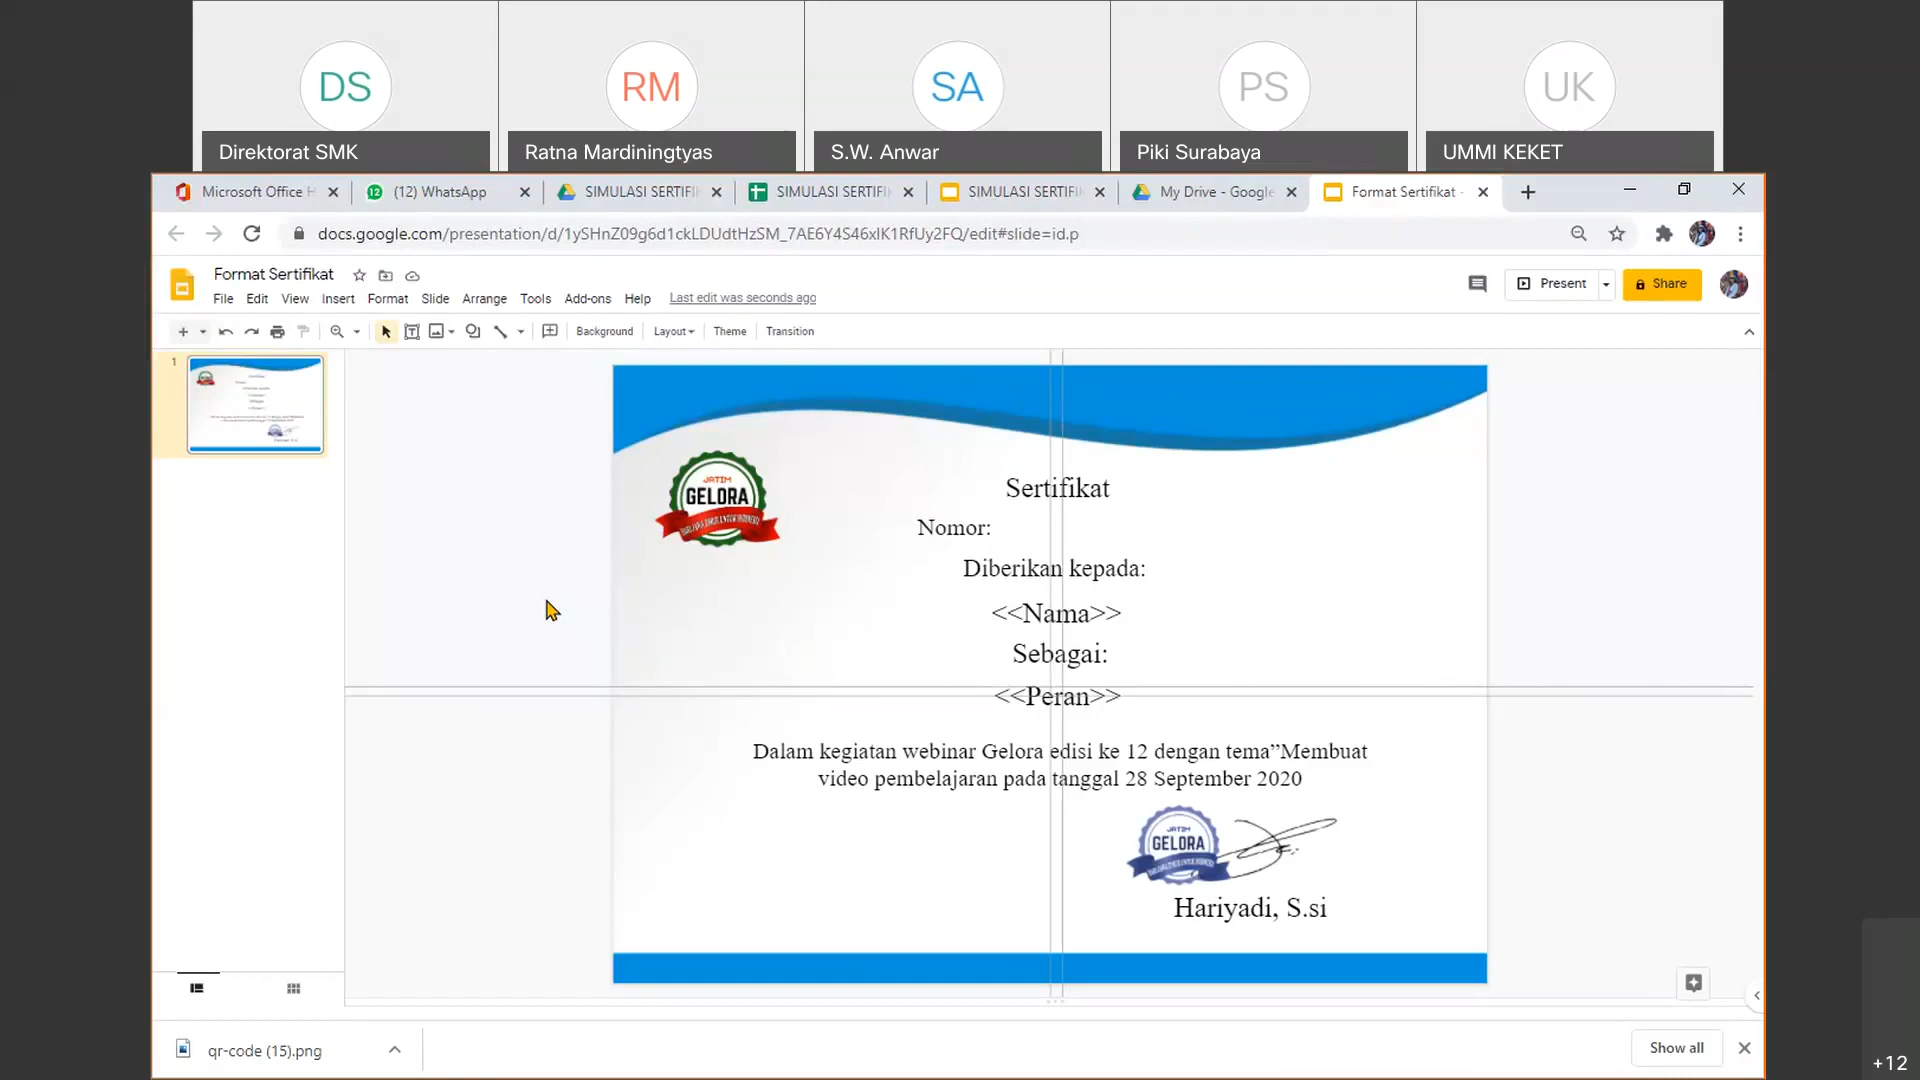 DS
RM
SA
PS
UK
Direktorat SMK
Ratna Mardiningtyas
S.W. Anwar
Piki Surabaya
UMMI KEKET
Microsoft Office H
12
(12) WhatsApp
SIMULASI SERTIFI
SIMULASI SERTIFI
SIMULASI SERTIFI
My Drive - Google
Format Sertifikat -
docs.google.com/presentation/d/1ySHnZ09g6d1ckLDUdtHzSM_7AE6Y4S46xlK1RfUy2FQ/edit#slide=id.p
Format Sertifikat
File Edit View Insert Format Slide Arrange Tools Add-ons Help Last edit was seconds ago
Present
Share
Background Layout Theme Transition
1
JATIM
GELORA
Sertifikat
Nomor:
Diberikan kepada:
<<Nama>>
Sebagai:
<<Peran>>
Dalam kegiatan webinar Gelora edisi ke 12 dengan tema”Membuat
video pembelajaran pada tanggal 28 September 2020
JATIM
GELORA
Hariyadi, S.si
qr-code (15).png
Show all
+12